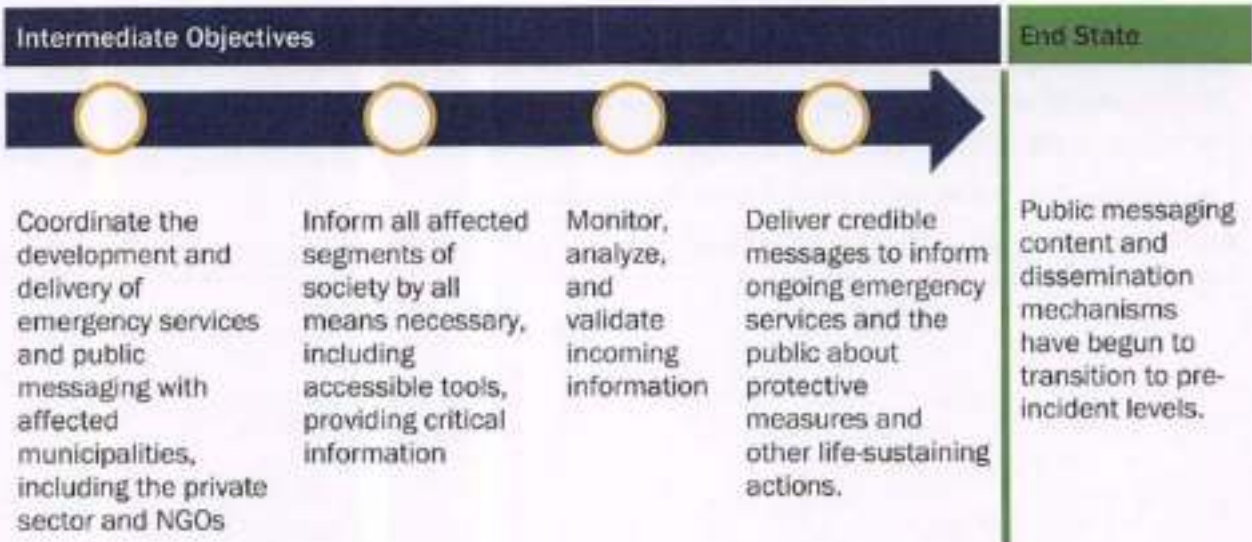 Intermediate Objectives
End State
Coordinate the
development and
delivery of
emergency services
and public
messaging with
affected
municipalities,
including the private
sector and NGOs
Inform all affected
segments of
society by all
means necessary,
including
accessible tools,
providing critical
information
Monitor,
analyze,
and
validate
incoming
information
Deliver credible
messages to inform
ongoing emergency
services and the
public about
protective
measures and
other life-sustaining
actions.
Public messaging
content and
dissemination
mechanisms
have begun to
transition to pre-
incident levels.